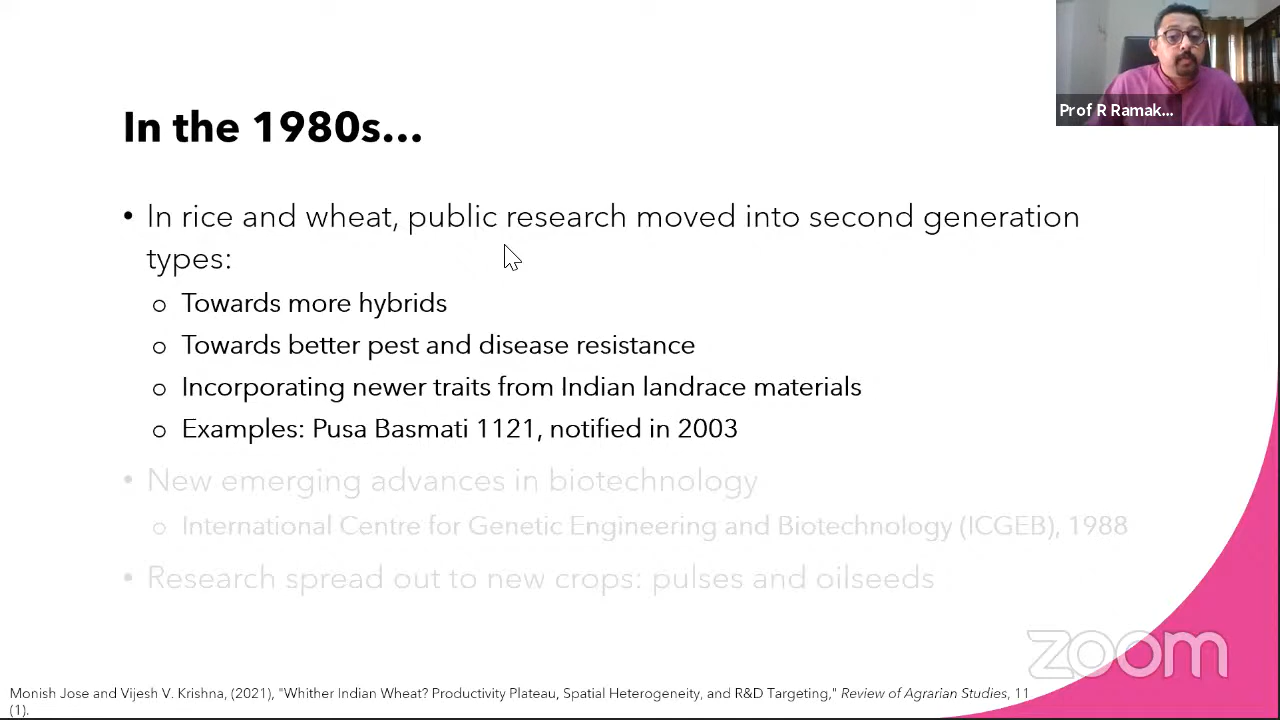 Prof R Ramak...
In the 1980s...
• In rice and wheat, public research moved into second generation
types:
o Towards more hybrids
o Towards better pest and disease resistance
o Incorporating newer traits from Indian landrace materials
o Examples: Pusa Basmati 1121, notified in 2003
• New emerging advances in biotechnology
o International Centre for Genetic Engineering and Biotechnology (ICGEB), 1988
• Research spread out to new crops: pulses and oilseeds
zoom
Monish Jose and Vijesh V. Krishna, (2021), "Whither Indian Wheat? Productivity Plateau, Spatial Heterogeneity, and R&D Targeting," Review of Agrarian Studies, 11
(1).